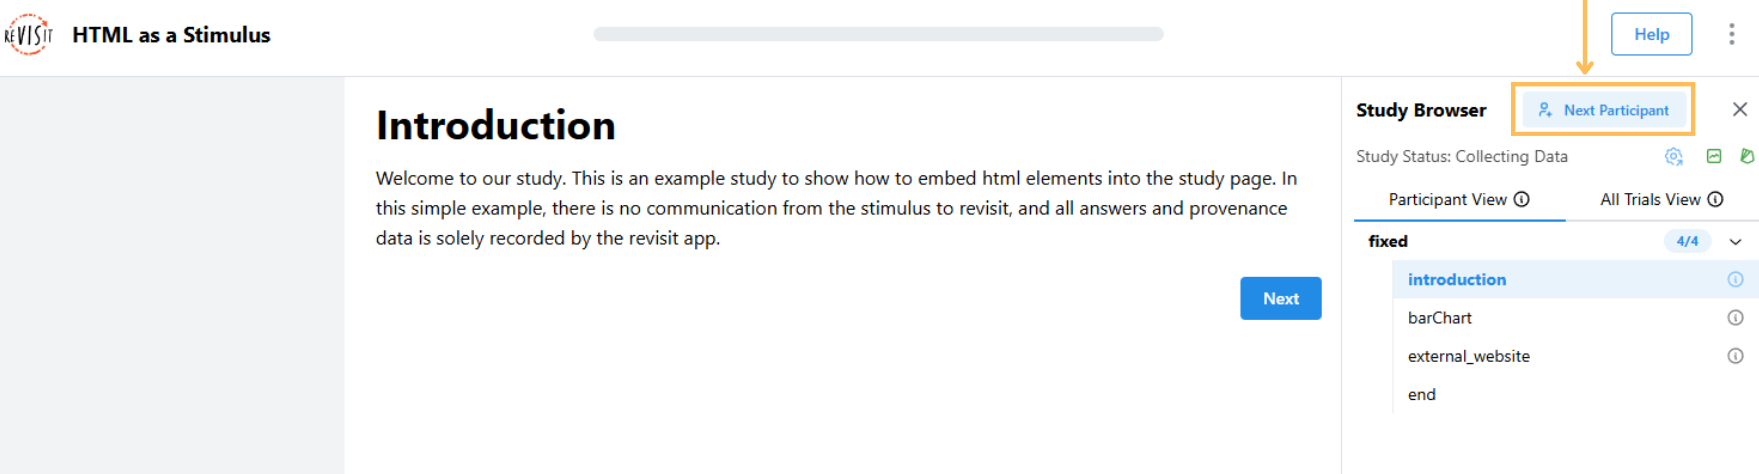 reVISit
HTML as a Stimulus
Help
Introduction
Welcome to our study. This is an example study to show how to embed html elements into the study page. In
this simple example, there is no communication from the stimulus to revisit, and all answers and provenance
data is solely recorded by the revisit app.
Next
Study Browser
Next Participant
Study Status: Collecting Data
Participant View
All Trials View
fixed
4/4
introduction
barChart
external_website
end